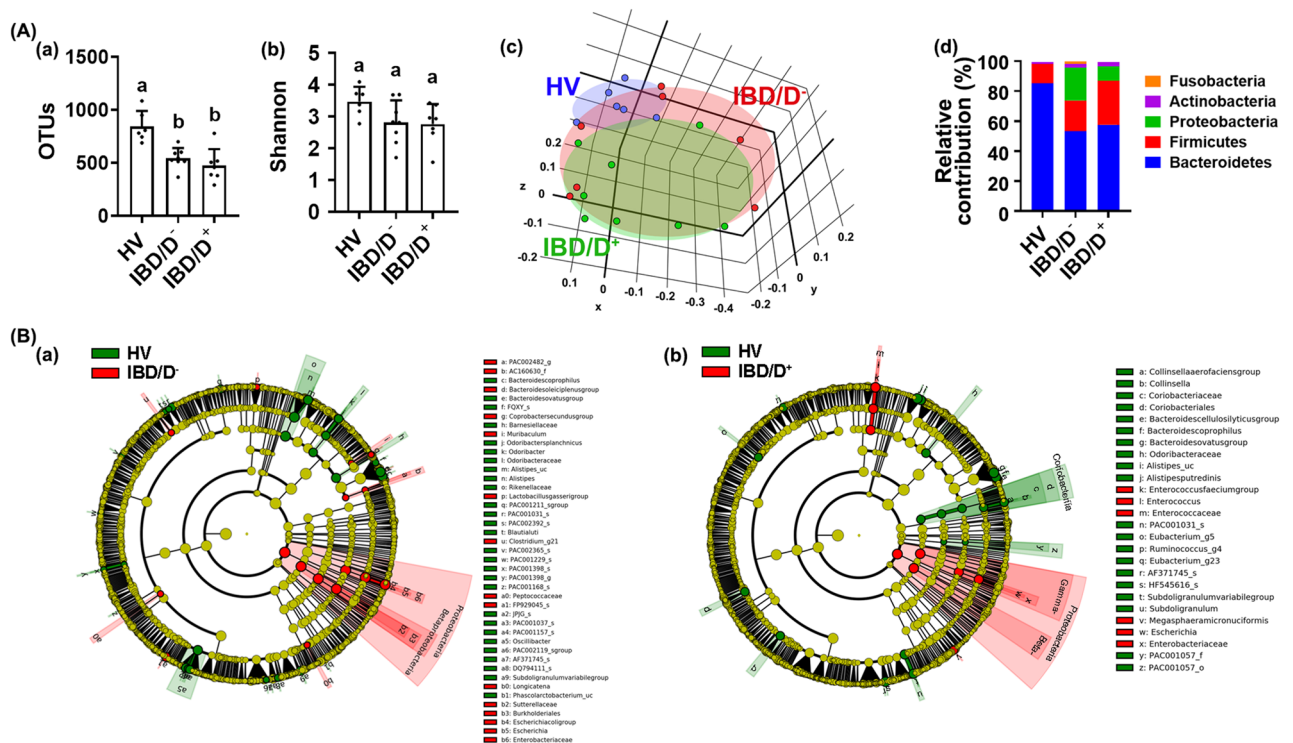 (A)
(a)
1500
1000
500
0
OTUs
a
b
b
HV
IBD/D-
IBD/D+
(b)
5
4
3
2
1
0
Shannon
a
a
a
HV
IBD/D-
IBD/D+
(c)
HV
IBD/D-
IBD/D+
0.2
0.1
z
0
-0.1
-0.2
0.1
0
-0.1
-0.2
-0.3
-0.4
x
-0.2
-0.1
0
y
0.1
0.2
(d)
Relative
contribution (%)
100
80
60
40
20
0
HV
IBD/D-
IBD/D+
Fusobacteria
Actinobacteria
Proteobacteria
Firmicutes
Bacteroidetes
(B)
(a)
HV
IBD/D-
Proteobacteria
Betaproteobacteria
a: PAC002482_g
b: AC160630_f
c: Bacteroidescoprophilus
d: Bacteroidesoleiciplenusgroup
e: Bacteroidesovatusgroup
f: FQXY_s
g: Coprobactersecundusgroup
h: Barnesiellaceae
i: Muribaculum
j: Odoribactersplanchnicus
k: Odoribacter
l: Odoribacteraceae
m: Alistipes_uc
n: Alistipes
o: Rikenellaceae
p: Lactobacillusgasserigroup
q: PAC001211_sgroup
r: PAC001031_s
s: PAC002392_s
t: Blautialuti
u: Clostridium_g21
v: PAC002365_s
w: PAC001229_s
x: PAC001398_s
y: PAC001398_g
z: PAC001168_s
a0: Peptococcaceae
a1: FP929045_s
a2: JPJG_s
a3: PAC001037_s
a4: PAC001157_s
a5: Oscillibacter
a6: PAC002119_sgroup
a7: AF371745_s
a8: DQ794111_s
a9: Subdoligranulumvariabilegroup
b0: Longicatena
b1: Phascolarctobacterium_uc
b2: Sutterellaceae
b3: Burkholderiales
b4: Escherichiacoligroup
b5: Escherichia
b6: Enterobacteriaceae
(b)
HV
IBD/D+
Coriobacteriia
Gamma-
Proteobacteria
Beta-
a: Collinsellaaerofaciensgroup
b: Collinsella
c: Coriobacteriaceae
d: Coriobacteriales
e: Bacteroidescellulosilyticusgroup
f: Bacteroidescoprophilus
g: Bacteroidesovatusgroup
h: Odoribacteraceae
i: Alistipes_uc
j: Alistipesputredinis
k: Enterococcusfaeciumgroup
l: Enterococcus
m: Enterococcaceae
n: PAC001031_s
o: Eubacterium_g5
p: Ruminococcus_g4
q: Eubacterium_g23
r: AF371745_s
s: HF545616_s
t: Subdoligranulumvariabilegroup
u: Subdoligranulum
v: Megasphaeramicronuciformis
w: Escherichia
x: Enterobacteriaceae
y: PAC001057_f
z: PAC001057_o